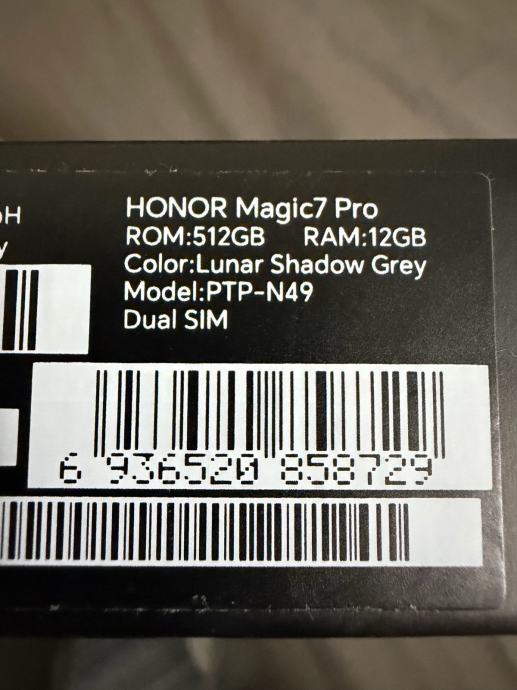 HONOR Magic7 Pro
ROM:512GB RAM:12GB
Color:Lunar Shadow Grey
Model:PTP-N49
Dual SIM
6 936520 858729